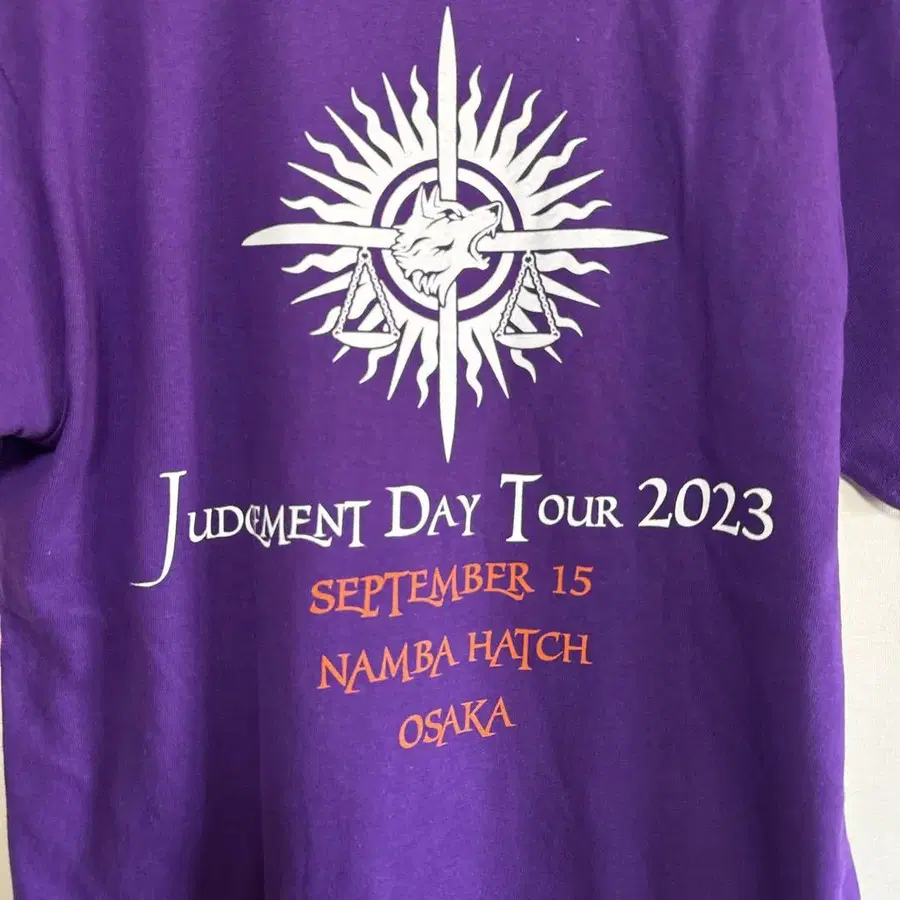 JUDGEMENT DAY TOUR 2023
SEPTEMBER 15
NAMBA HATCH
OSAKA